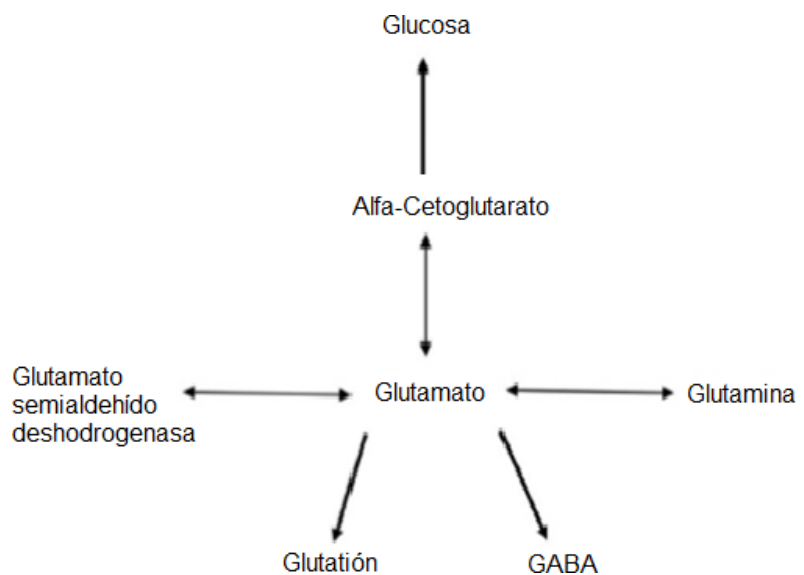 Glucosa
Alfa-Cetoglutarato
Glutamato
semialdehído
deshodrogenasa
Glutamato
Glutamina
Glutatión
GABA